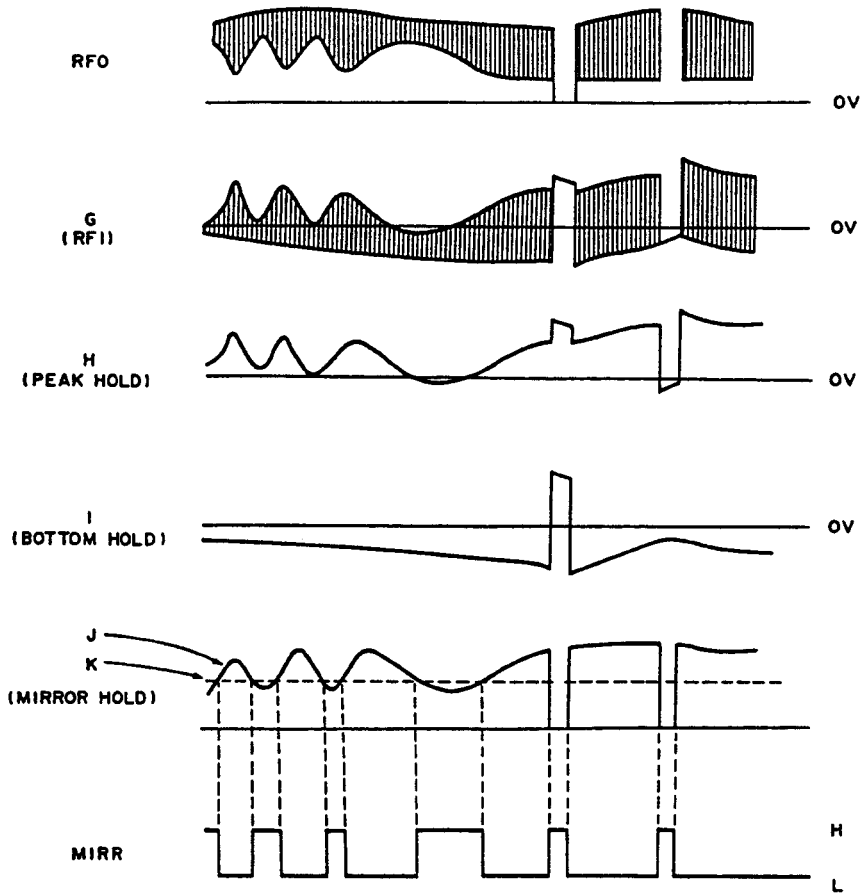 RFO
OV
G
(RFI)
OV
H
(PEAK HOLD)
OV
I
(BOTTOM HOLD)
OV
J
K
(MIRROR HOLD)
MIRR
H
L